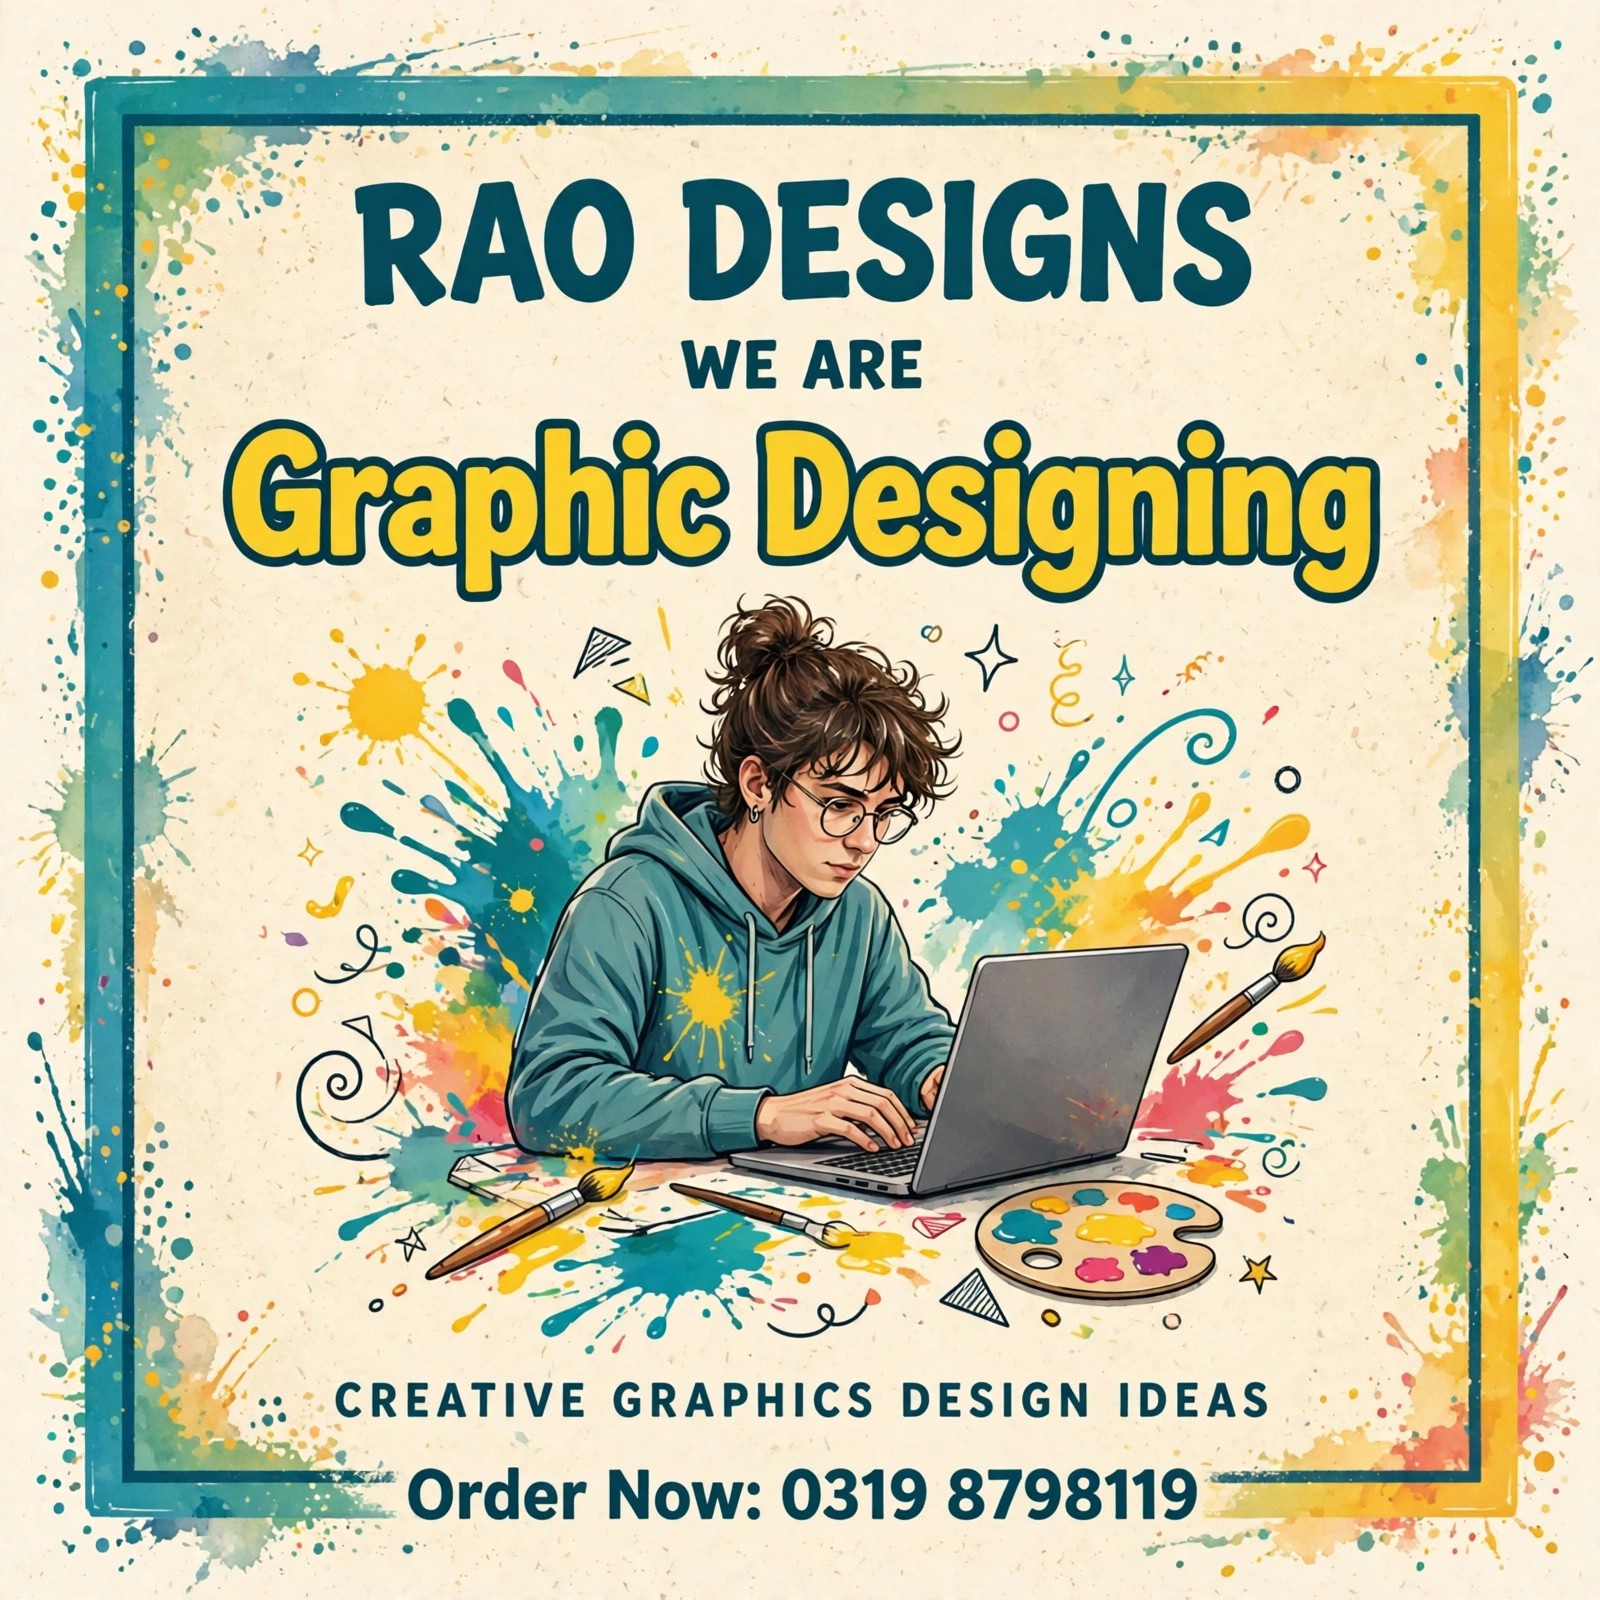 RAO DESIGNS
WE ARE
Graphic Designing
CREATIVE GRAPHICS DESIGN IDEAS
Order Now: 0319 8798119